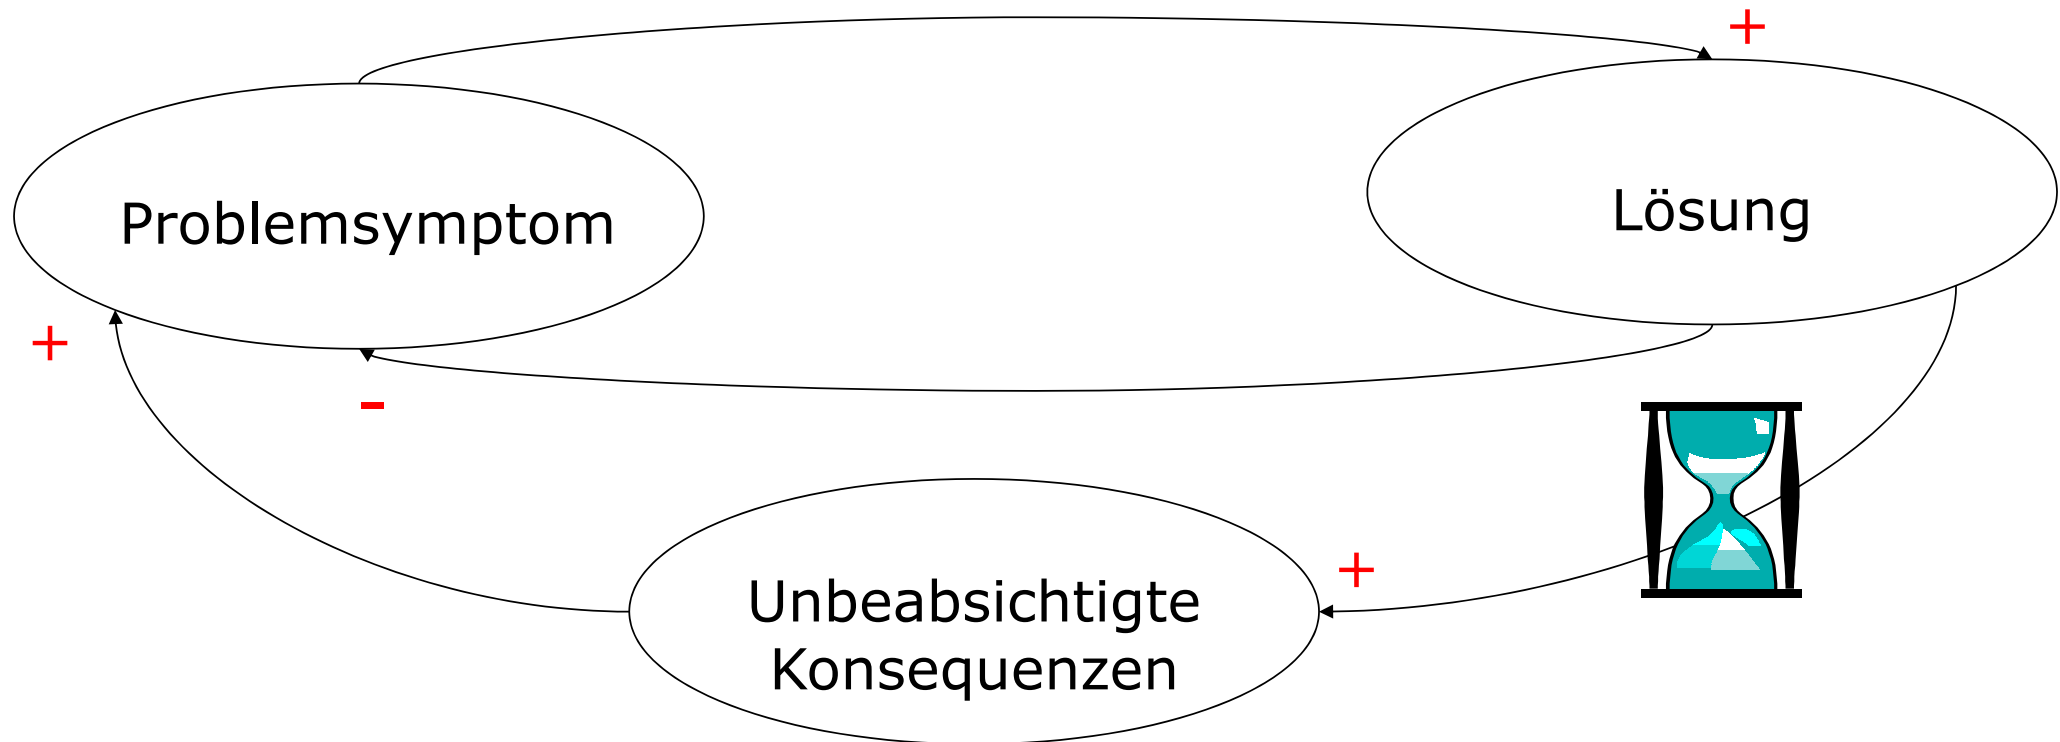 +
Problemsymptom
Lösung
+
-
+
Unbeabsichtigte
Konsequenzen